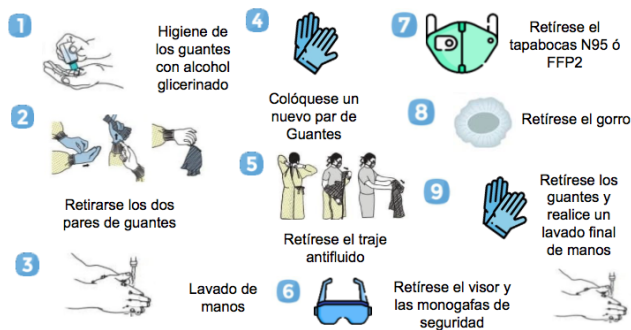 1
Higiene de
los guantes
con alcohol
glicerinado
2
Retirarse los dos
pares de guantes
3
Lavado de
manos
4
Colóquese un
nuevo par de
Guantes
5
Retírese el traje
antifluido
6
Retírese el visor y
las monogafas de
seguridad
7
Retírese el
tapabocas N95 ó
FFP2
8
Retírese el gorro
9
Retírese los
guantes y
realice un
lavado final
de manos